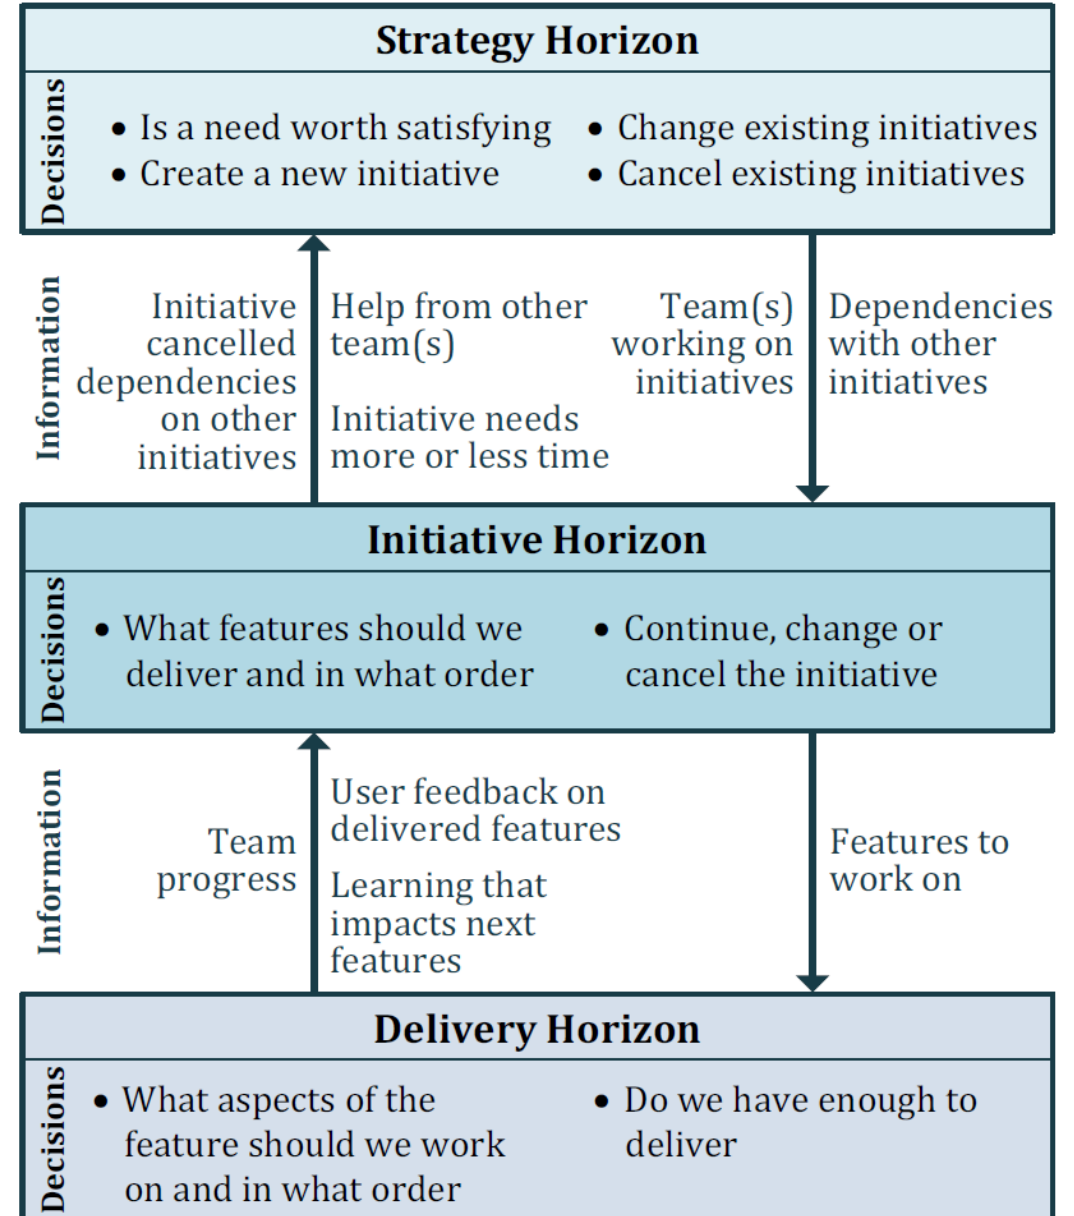 Strategy Horizon
Decisions
• Is a need worth satisfying
• Create a new initiative
• Change existing initiatives
• Cancel existing initiatives
Information
Initiative
cancelled
dependencies
on other
initiatives
Help from other
team(s)
Initiative needs
more or less time
Team(s)
working on
initiatives
Dependencies
with other
initiatives
Initiative Horizon
Decisions
• What features should we
deliver and in what order
• Continue, change or
cancel the initiative
Information
Team
progress
User feedback on
delivered features
Learning that
impacts next
features
Features to
work on
Delivery Horizon
Decisions
• What aspects of the
feature should we work
on and in what order
• Do we have enough to
deliver